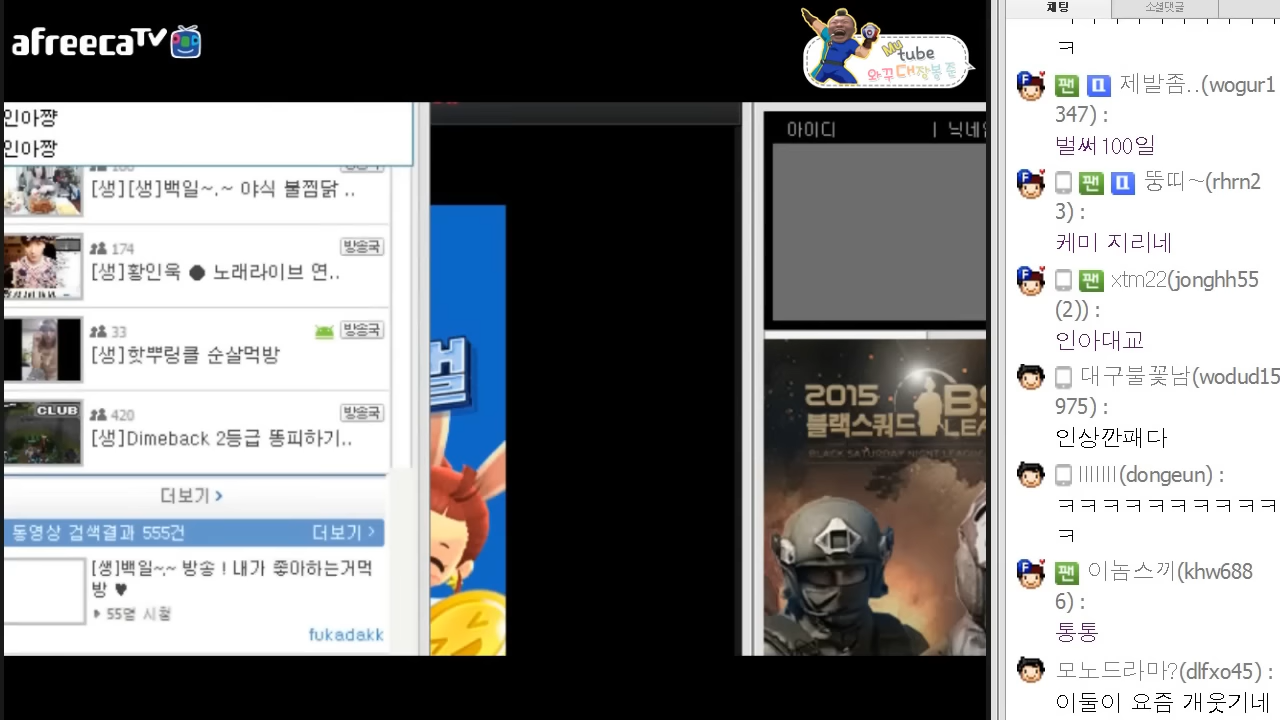 afreecaTV
My
tube
와꾸대장봉준
인아쨩
인아짱
[생][생]백일~.~ 야식 불찜닭 ..
174
방송국
[생]황인욱 ● 노래라이브 연..
33
방송국
[생]핫뿌링클 순살먹방
CLUB
420
방송국
[생]Dimeback 2등급 똥피하기..
더보기 >
동영상 검색결과 555건
더보기 >
[생]백일~.~ 방송 ! 내가 좋아하는거먹
방 ♥
55명 시청
fukadakk
아이디
| 닉네임
2015
블랙스쿼드
BS
LEA
BLACK SATURDAY NIGHT LEAGUE
채팅
소셜댓글
ㅋ
팬 제발좀..(wogur1
347) :
벌써100일
팬 뚱띠~(rhrn2
3) :
케미 지리네
팬 xtm22(jonghh55
(2)) :
인아대교
대구불꽃남(wodud15
975) :
인상깐패다
lllllll(dongeun) :
ㅋㅋㅋㅋㅋㅋㅋㅋㅋㅋ
ㅋ
팬 이놈스끼(khw688
6) :
통통
모노드라마?(dlfxo45) :
이둘이 요즘 개웃기네